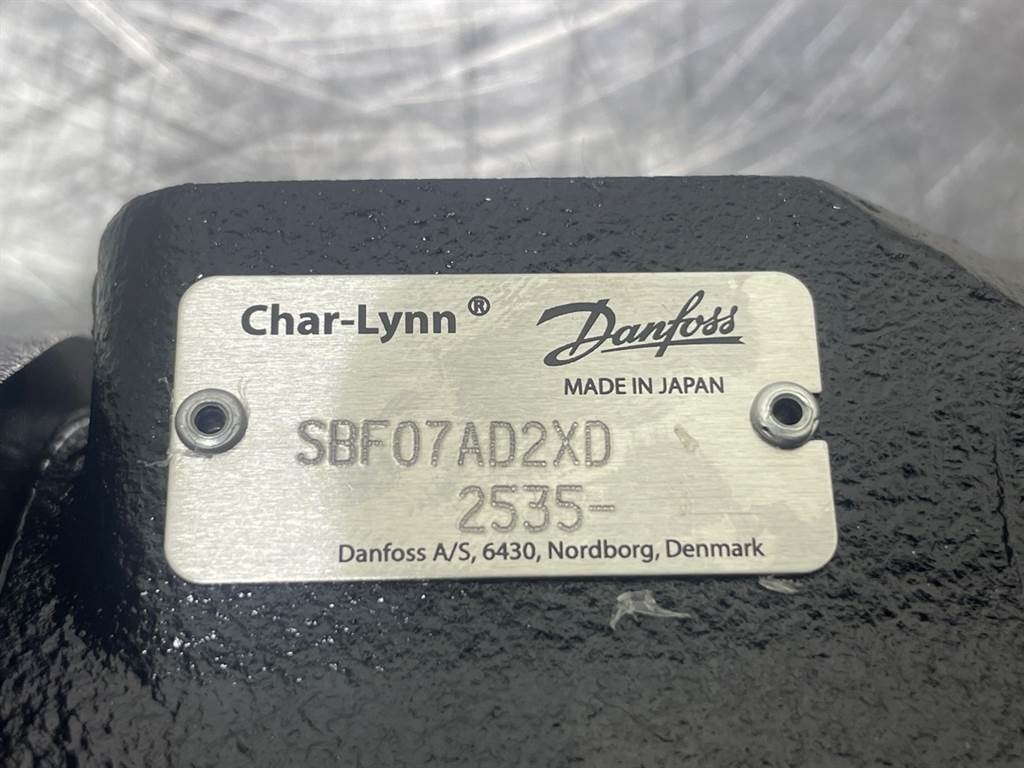 Char-Lynn® Danfoss
MADE IN JAPAN
SBF07AD2XD
2535-
Danfoss A/S, 6430, Nordborg, Denmark